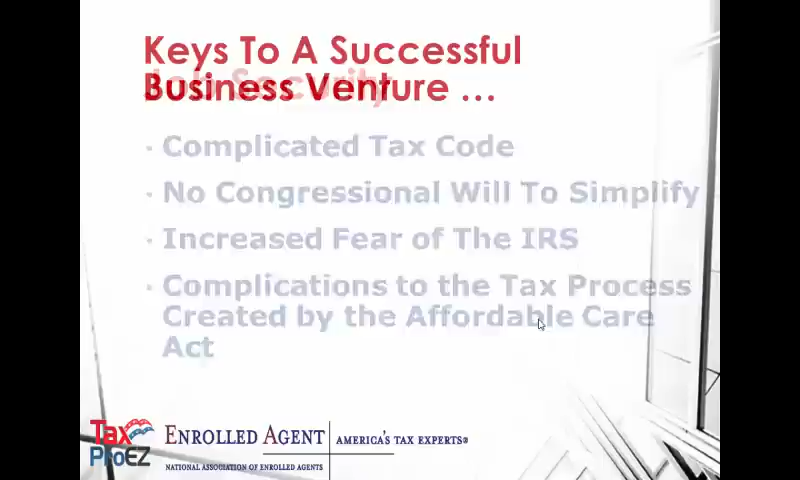 Keys To A Successful
Business Venture …
Job Security
· Complicated Tax Code
· No Congressional Will To Simplify
· Increased Fear of The IRS
· Complications to the Tax Process
Created by the Affordable Care
Act
Tax
ProEZ
ENROLLED AGENT
AMERICA'S TAX EXPERTS®
NATIONAL ASSOCIATION OF ENROLLED AGENTS